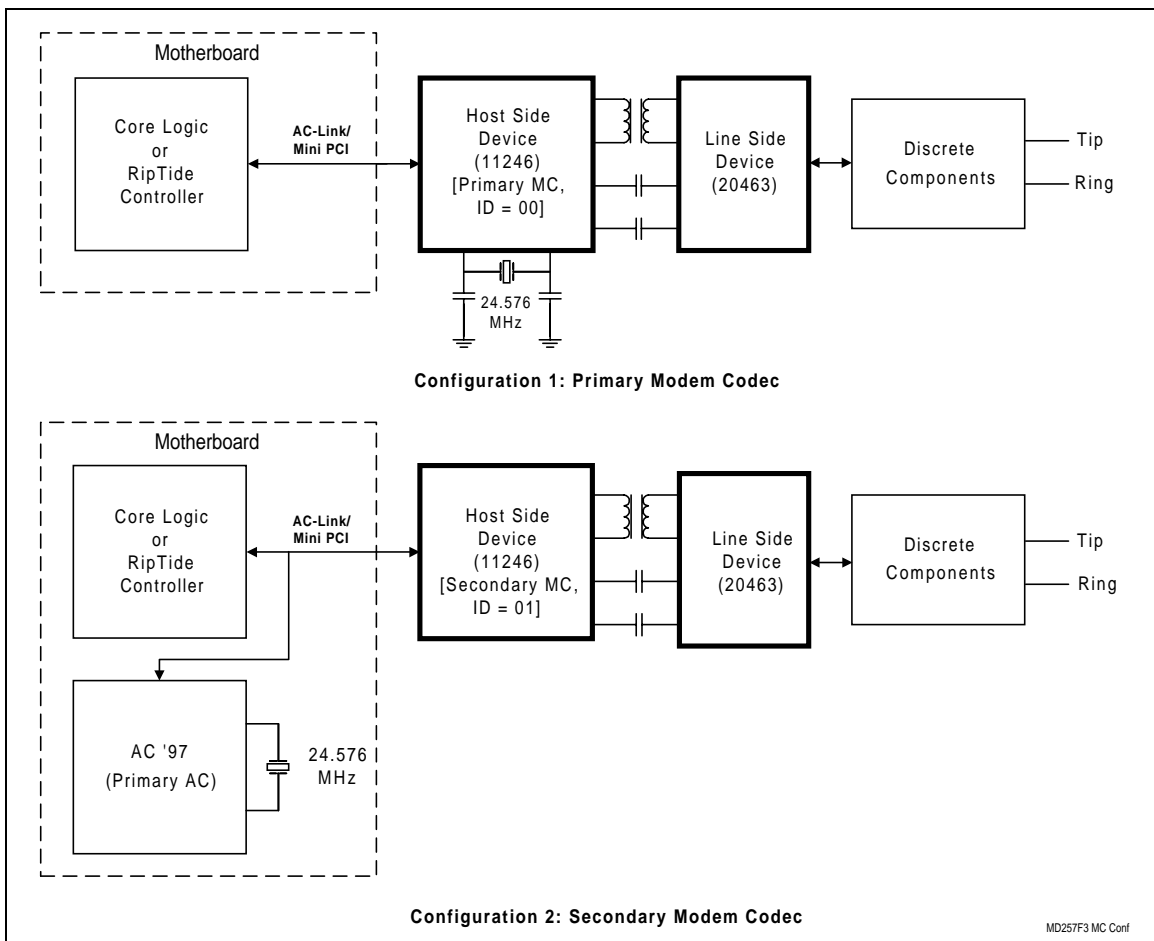 Motherboard
Core Logic
or
RipTide
Controller
AC-Link/
Mini PCI
Host Side
Device
(11246)
[Primary MC,
ID = 00]
Line Side
Device
(20463)
Discrete
Components
Tip
Ring
24.576
MHz
Configuration 1: Primary Modem Codec
Motherboard
Core Logic
or
RipTide
Controller
AC-Link/
Mini PCI
Host Side
Device
(11246)
[Secondary MC,
ID = 01]
Line Side
Device
(20463)
Discrete
Components
Tip
Ring
AC '97
(Primary AC)
24.576
MHz
Configuration 2: Secondary Modem Codec
MD257F3 MC Conf